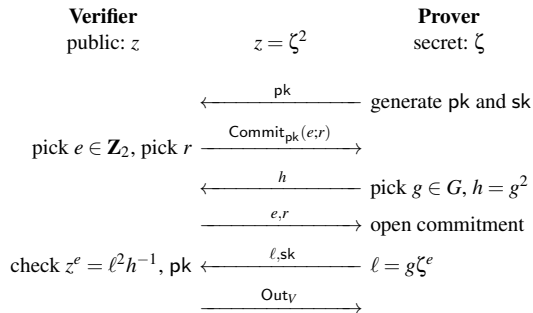 Verifier Prover
public: z z = ζ² secret: ζ
pk generate pk and sk
pick e ∈ Z₂, pick r Commit_pk(e;r)
h pick g ∈ G, h = g²
e,r open commitment
check z^e = ℓ²h⁻¹, pk ℓ,sk ℓ = gζ^e
Out_V